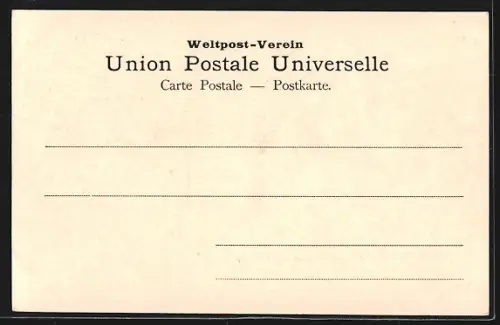 Weltpost-Verein
Union Postale Universelle
Carte Postale — Postkarte.